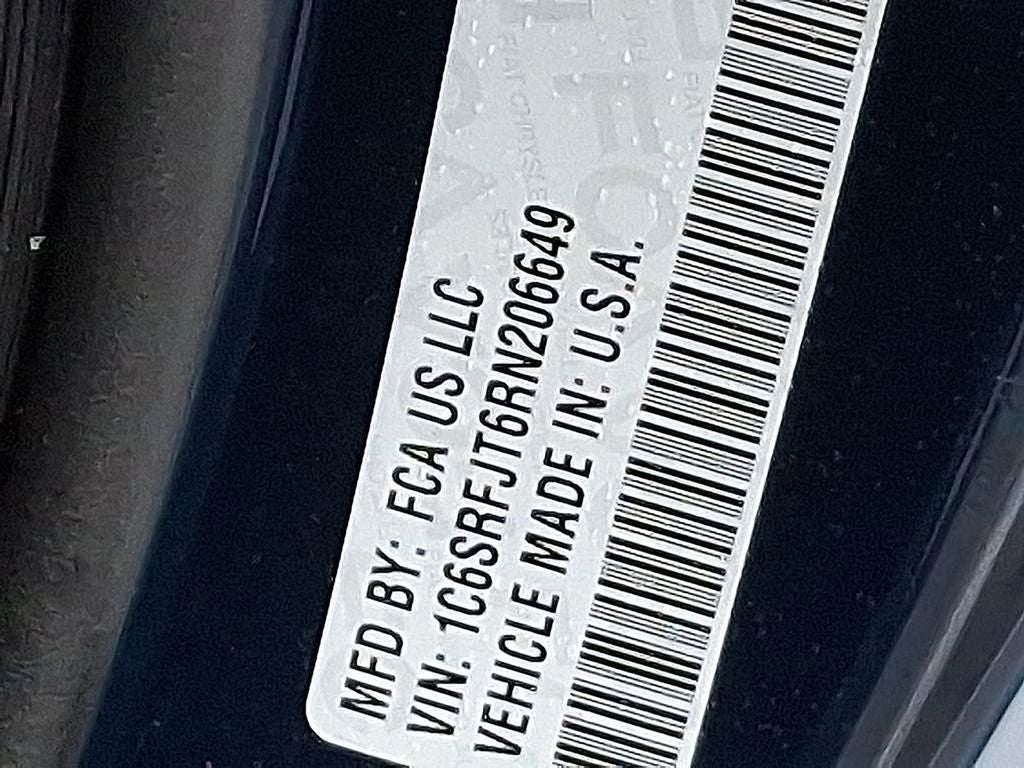 MFD BY: FCA US LLC
VIN: 1C6SRFJT6RN206649
VEHICLE MADE IN: U.S.A.